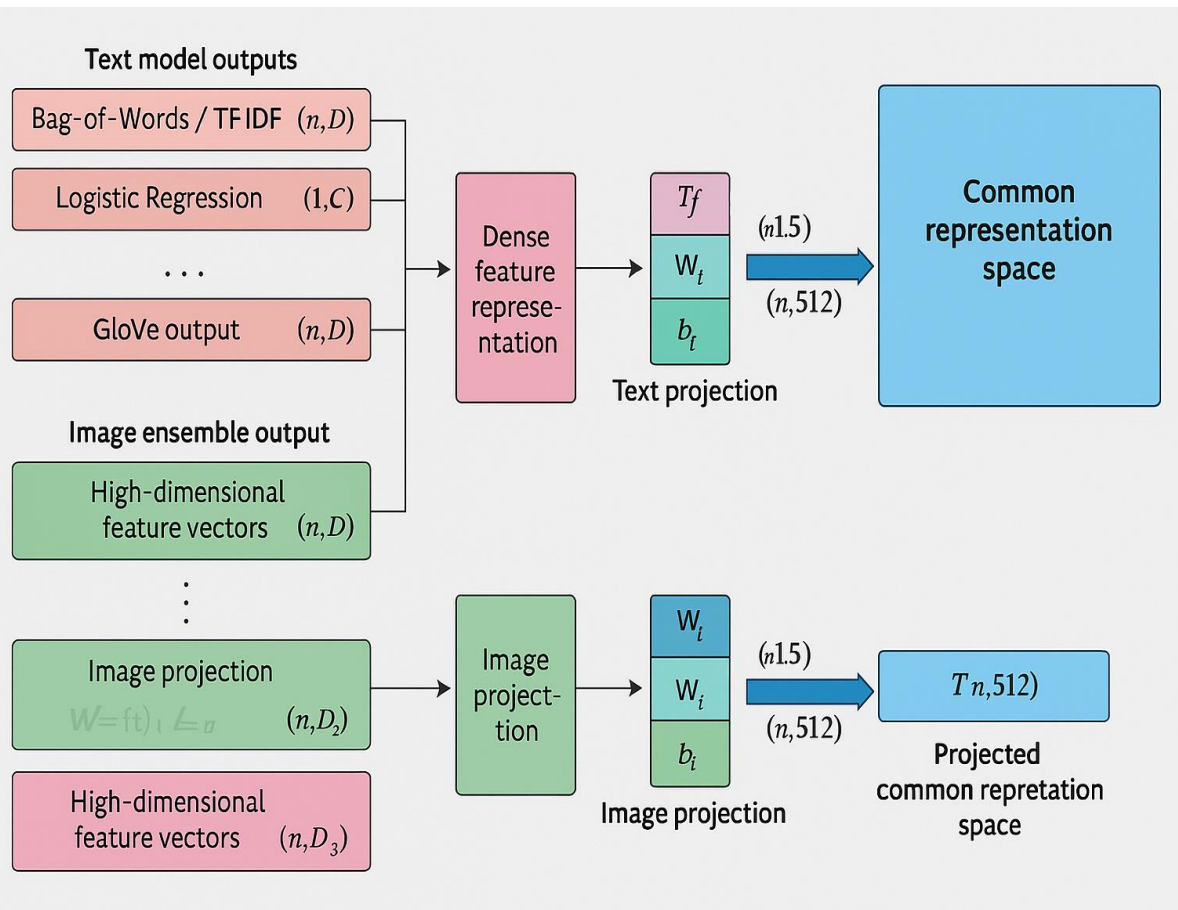 Text model outputs
Bag-of-Words / TFIDF (n,D)
Logistic Regression (1,C)
...
GloVe output (n,D)
Image ensemble output
High-dimensional
feature vectors (n,D)
Image projection
(n,D₂)
High-dimensional
feature vectors (n,D₃)
Dense
feature
represe-
ntation
T𝑓
Wₜ
bₜ
Text projection
(n1.5)
(n,512)
Common
representation
space
Image
project-
tion
Wᵢ
Wᵢ
bᵢ
Image projection
(n1.5)
(n,512)
T n,512)
Projected
common repretation
space